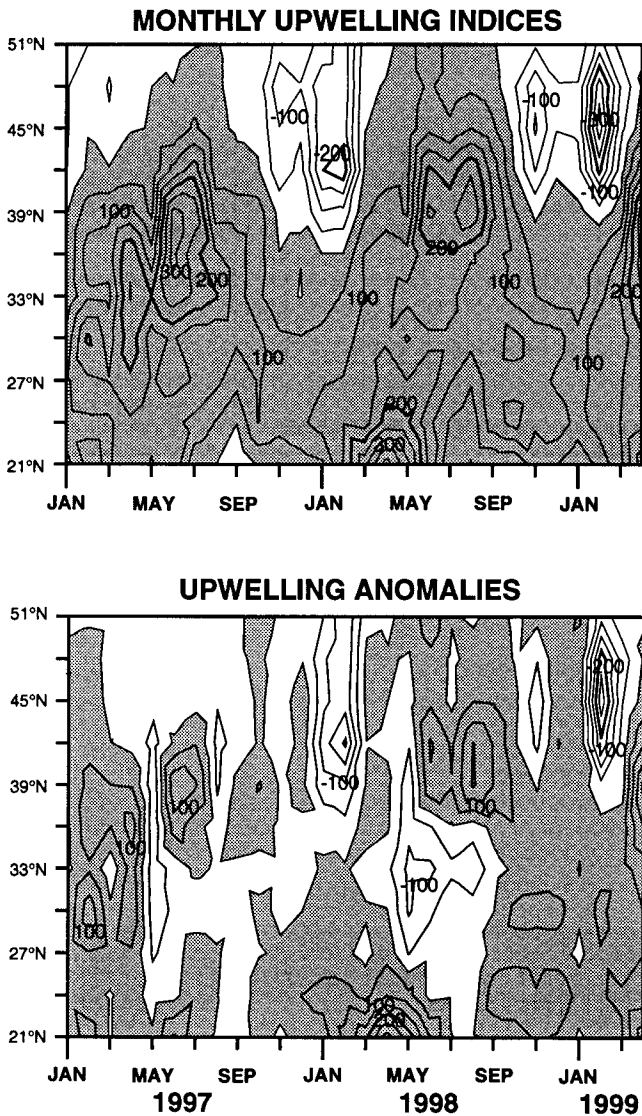 MONTHLY UPWELLING INDICES
51°N
-100
-100
45°N
-300
-200
-100
39°N
100
200
300
200
200
33°N
100
100
100
100
27°N
200
300
21°N
JAN MAY SEP JAN MAY SEP JAN
UPWELLING ANOMALIES
51°N
-200
45°N
-100
39°N
-100
100
100
100
33°N
-100
100
27°N
100
21°N
JAN MAY SEP JAN MAY SEP JAN
1997 1998 1999